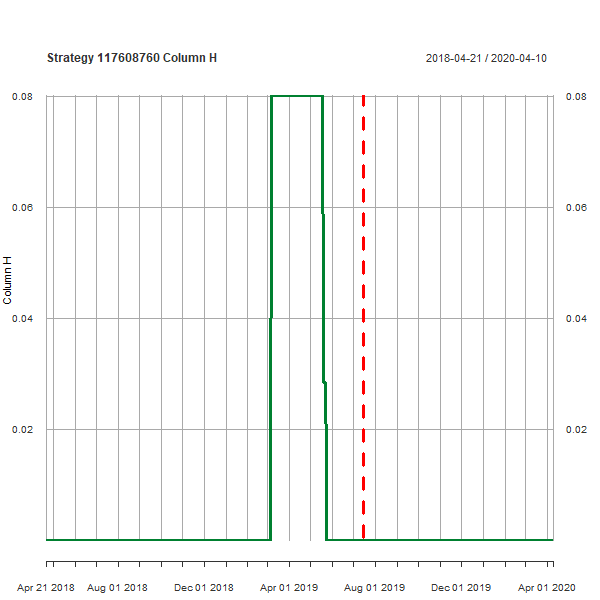 Strategy 117608760 Column H
2018-04-21 / 2020-04-10
0.08
0.08
0.06
0.06
0.04
0.04
0.02
0.02
Column H
Apr 21 2018
Aug 01 2018
Dec 01 2018
Apr 01 2019
Aug 01 2019
Dec 01 2019
Apr 01 2020